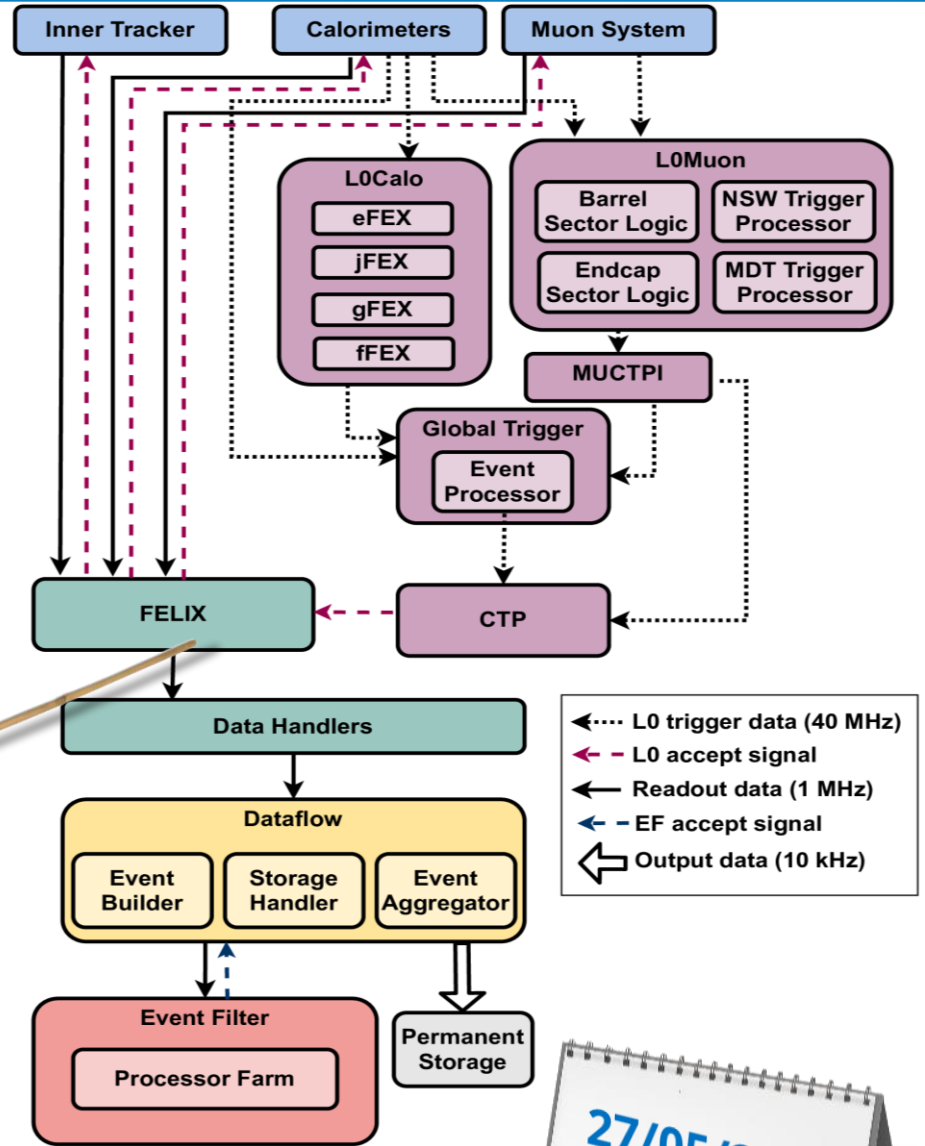 Inner Tracker
Calorimeters
Muon System
L0Calo
eFEX
jFEX
gFEX
fFEX
L0Muon
Barrel
Sector Logic
NSW Trigger
Processor
Endcap
Sector Logic
MDT Trigger
Processor
MUCTPI
Global Trigger
Event
Processor
FELIX
CTP
Data Handlers
L0 trigger data (40 MHz)
L0 accept signal
Readout data (1 MHz)
EF accept signal
Output data (10 kHz)
Dataflow
Event
Builder
Storage
Handler
Event
Aggregator
Event Filter
Processor Farm
Permanent
Storage